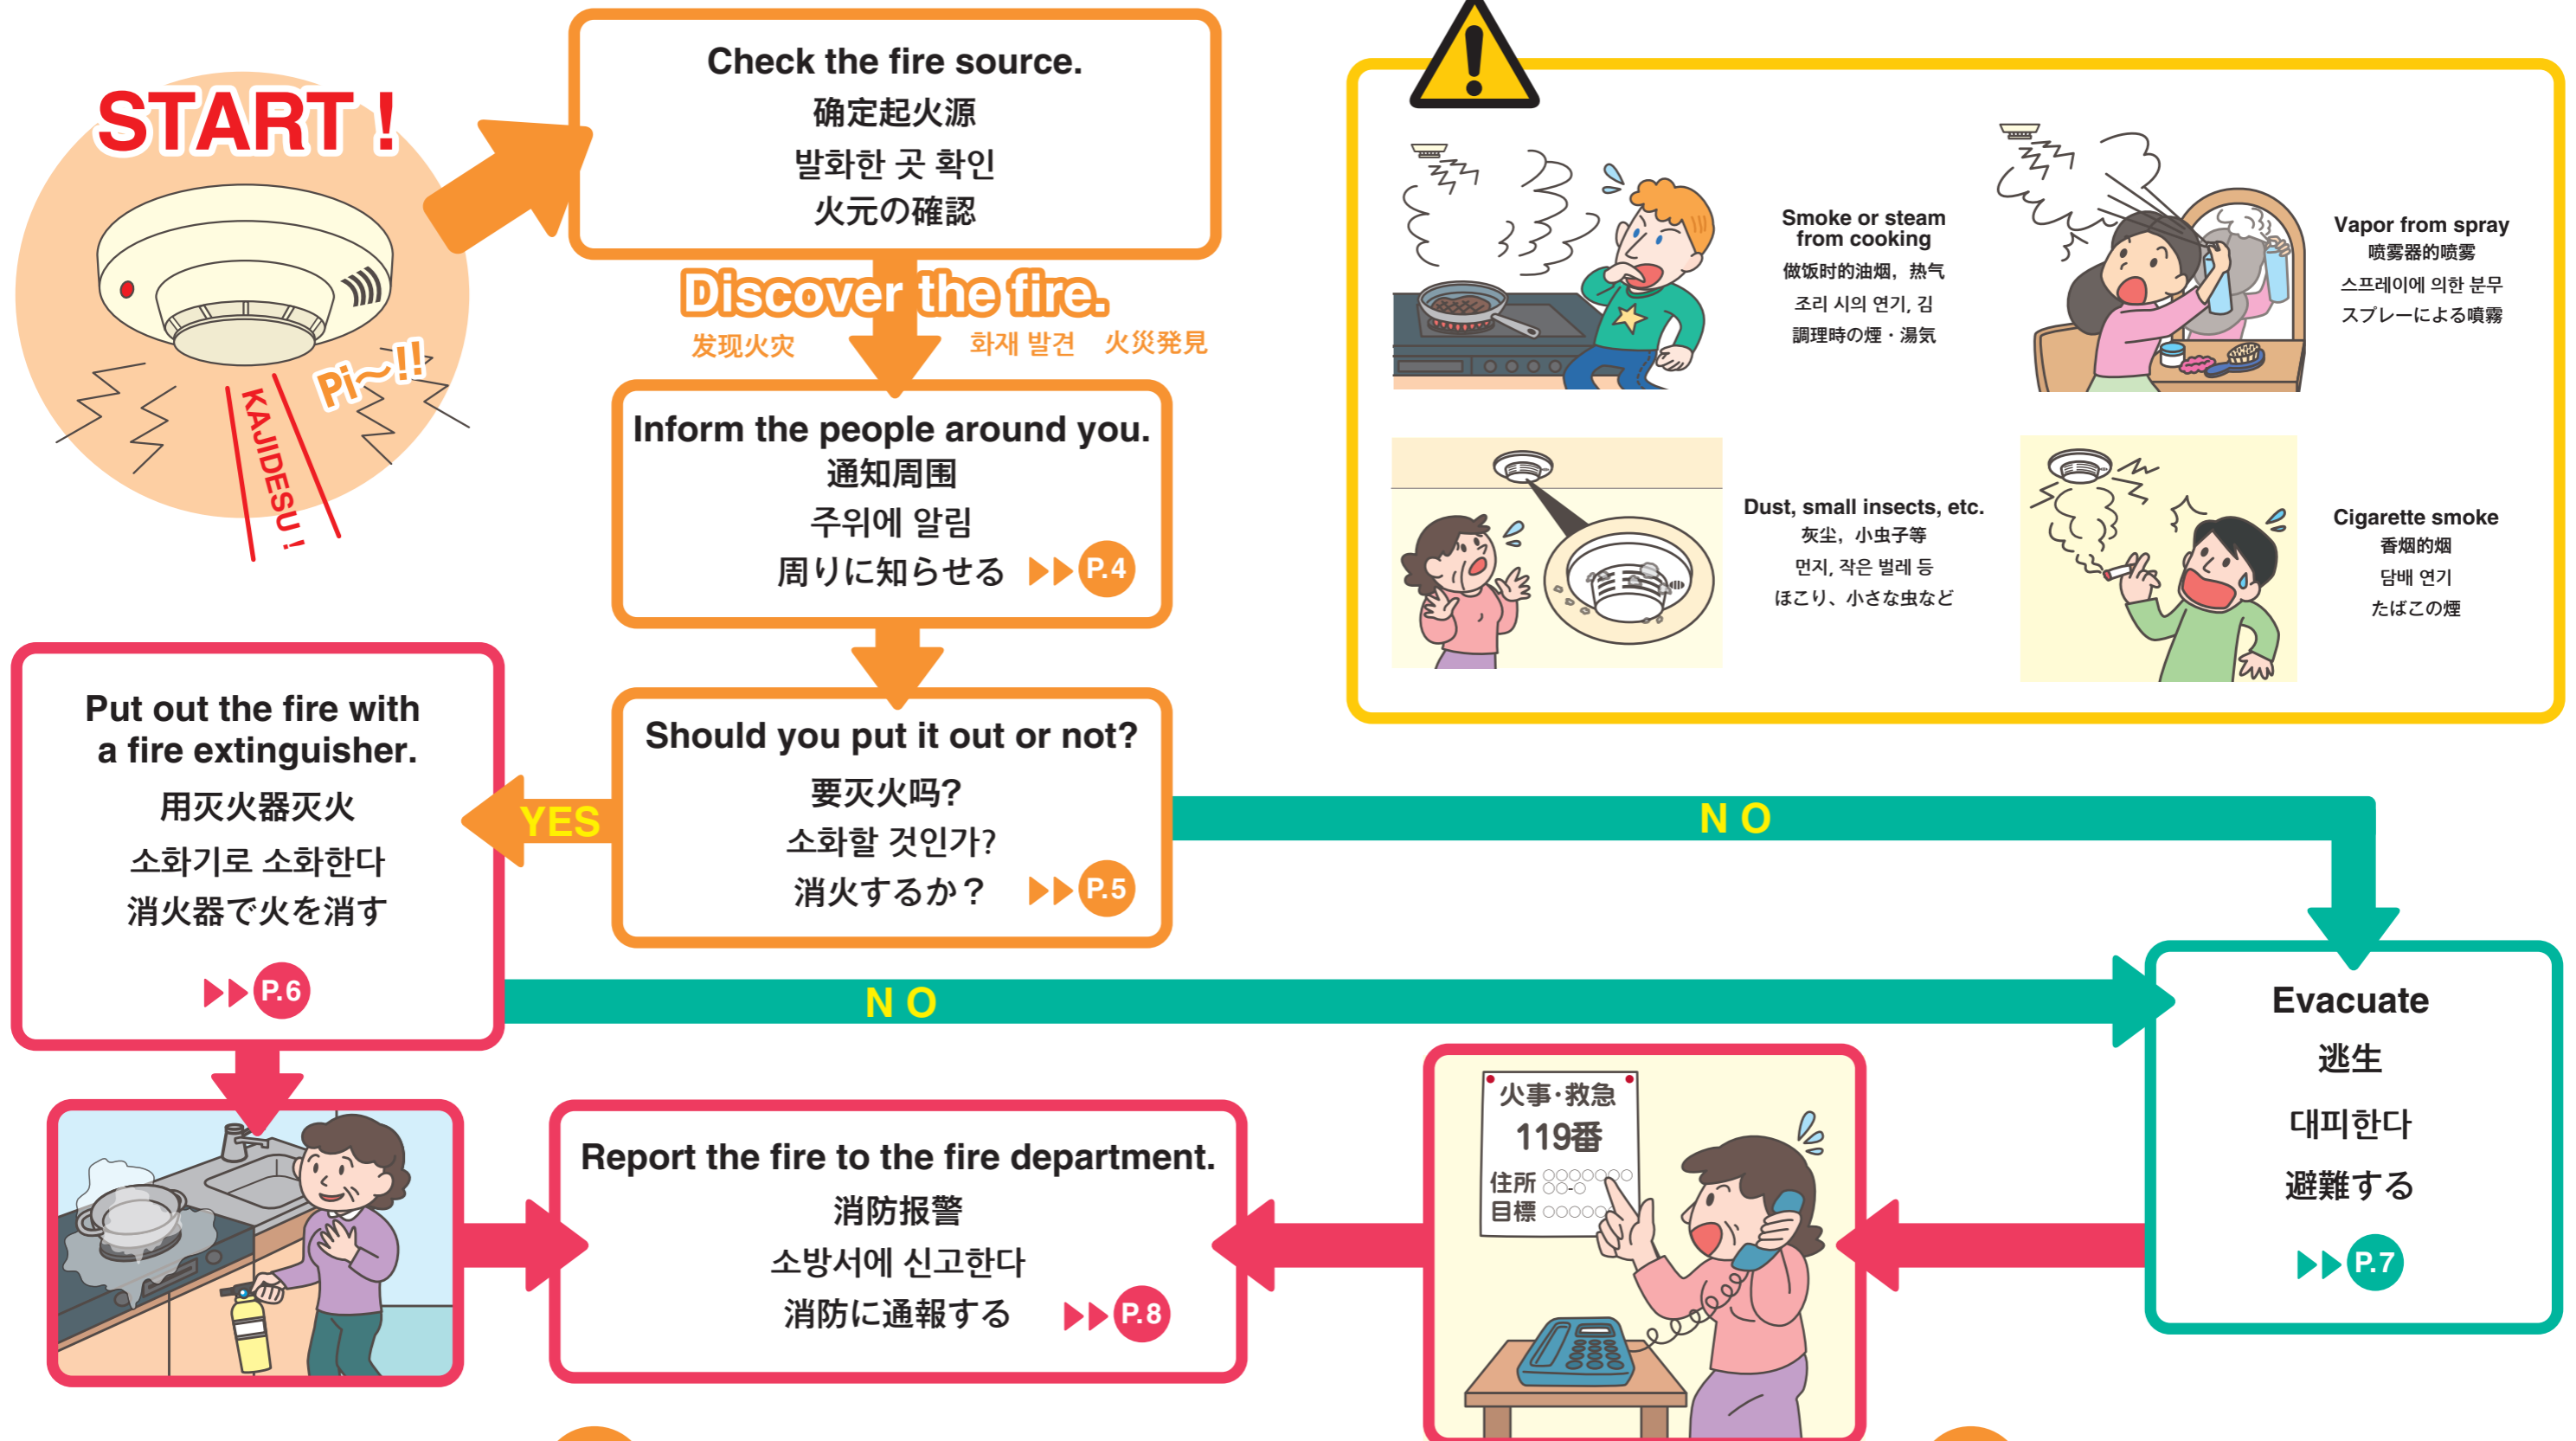 START !
Pi～!!
KAJIDESU !
Check the fire source.
确定起火源
발화한 곳 확인
火元の確認
Discover the fire.
发现火灾
화재 발견
火災発見
Inform the people around you.
通知周围
주위에 알림
周りに知らせる
P.4
Should you put it out or not?
要灭火吗?
소화할 것인가?
消火するか？
P.5
YES
N O
Put out the fire with
a fire extinguisher.
用灭火器灭火
소화기로 소화한다
消火器で火を消す
P.6
N O
Smoke or steam
from cooking
做饭时的油烟，热气
조리 시의 연기, 김
調理時の煙・湯気
Vapor from spray
喷雾器的喷雾
스프레이에 의한 분무
スプレーによる噴霧
Dust, small insects, etc.
灰尘，小虫子等
먼지, 작은 벌레 등
ほこり、小さな虫など
Cigarette smoke
香烟的烟
담배 연기
たばこの煙
Evacuate
逃生
대피한다
避難する
P.7
火事・救急
119番
住所 ○○○○○○○
○○-○
目標 ○○○○○
Report the fire to the fire department.
消防报警
소방서에 신고한다
消防に通報する
P.8